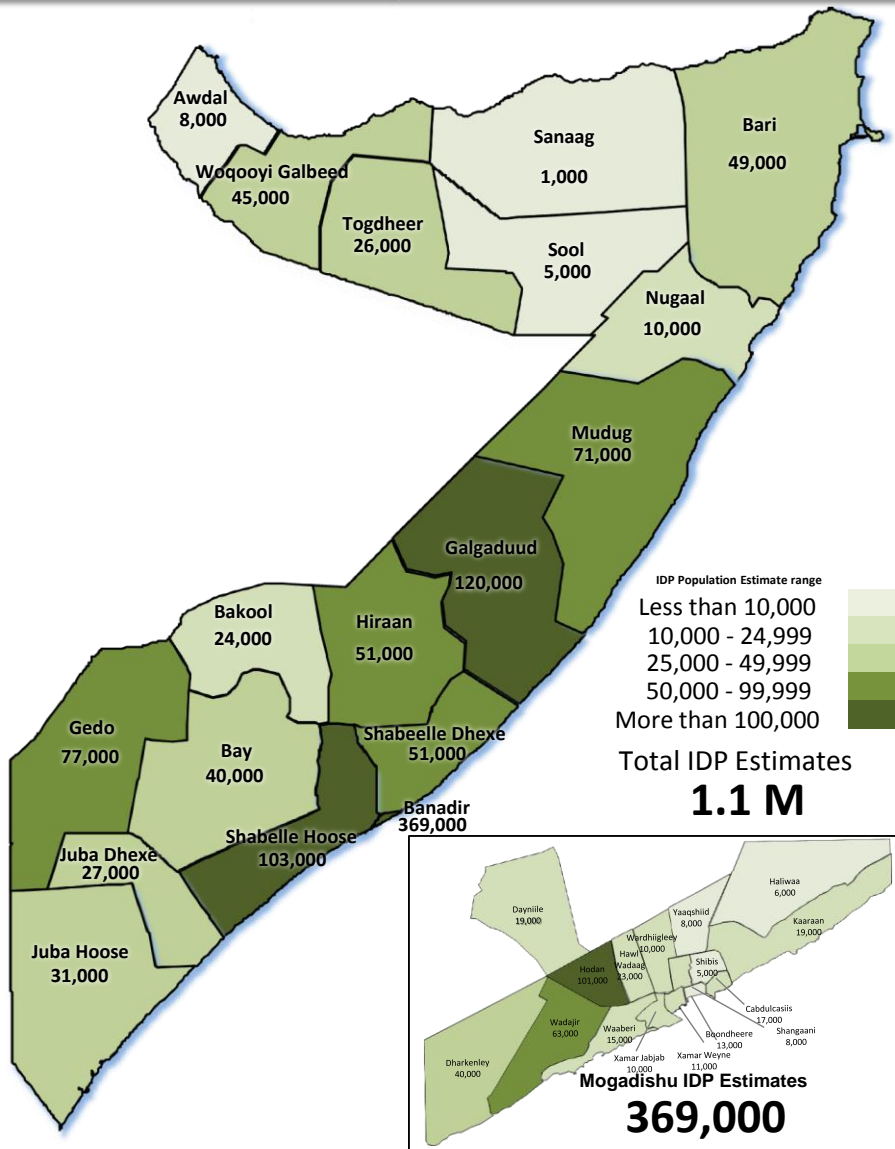 Awdal
8,000
Woqooyi Galbeed
45,000
Togdheer
26,000
Sanaag
1,000
Sool
5,000
Bari
49,000
Nugaal
10,000
Mudug
71,000
Galgaduud
120,000
Hiraan
51,000
Bakool
24,000
Gedo
77,000
Bay
40,000
Shabeelle Dhexe
51,000
Banadir
369,000
Shabelle Hoose
103,000
Juba Dhexe
27,000
Juba Hoose
31,000
IDP Population Estimate range
Less than 10,000
10,000 - 24,999
25,000 - 49,999
50,000 - 99,999
More than 100,000
Total IDP Estimates
1.1 M
Dayniile
19,000
Haliwaa
6,000
Yaaqshiid
8,000
Kaaraan
19,000
Wardhiigleey
10,000
Hawl
Wadaag
23,000
Hodan
101,000
Shibis
5,000
Cabdulcasiis
17,000
Shangaani
8,000
Boondheere
13,000
Xamar Weyne
11,000
Xamar Jabjab
10,000
Waaberi
15,000
Wadajir
63,000
Dharkenley
40,000
Mogadishu IDP Estimates
369,000